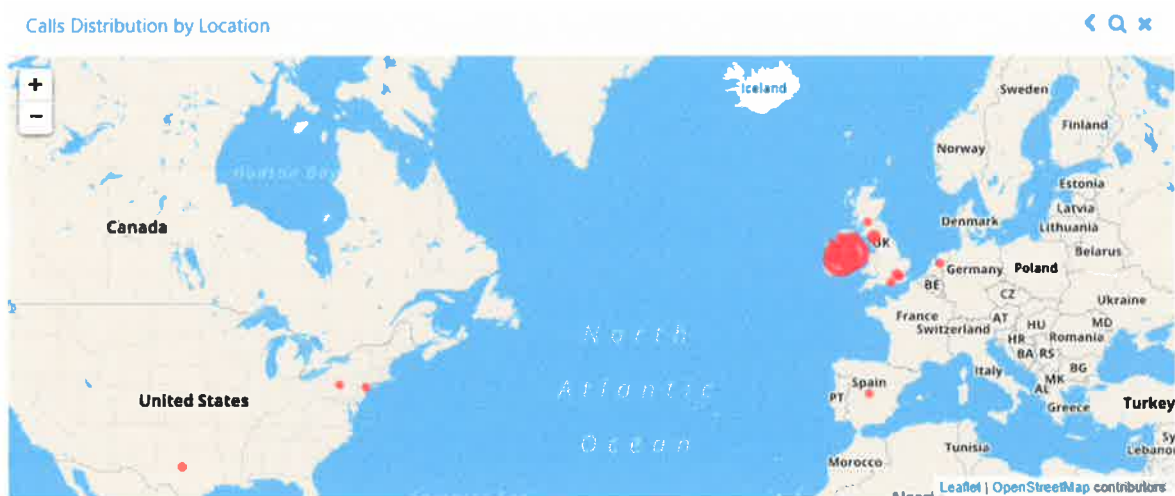 Calls Distribution by Location
+
−
Iceland
Sweden
Finland
Norway
Hudson Bay
Estonia
Latvia
Canada
Denmark
Lithuania
UK
Belarus
Germany
Poland
BE
CZ
Ukraine
France
AT
HU
MD
Switzerland
HR
Romania
North
BA
RS
Italy
BG
Spain
MK
Atlantic
AL
United States
PT
Greece
Turkey
Ocean
Tunisia
Morocco
Leaflet | OpenStreetMap contributors